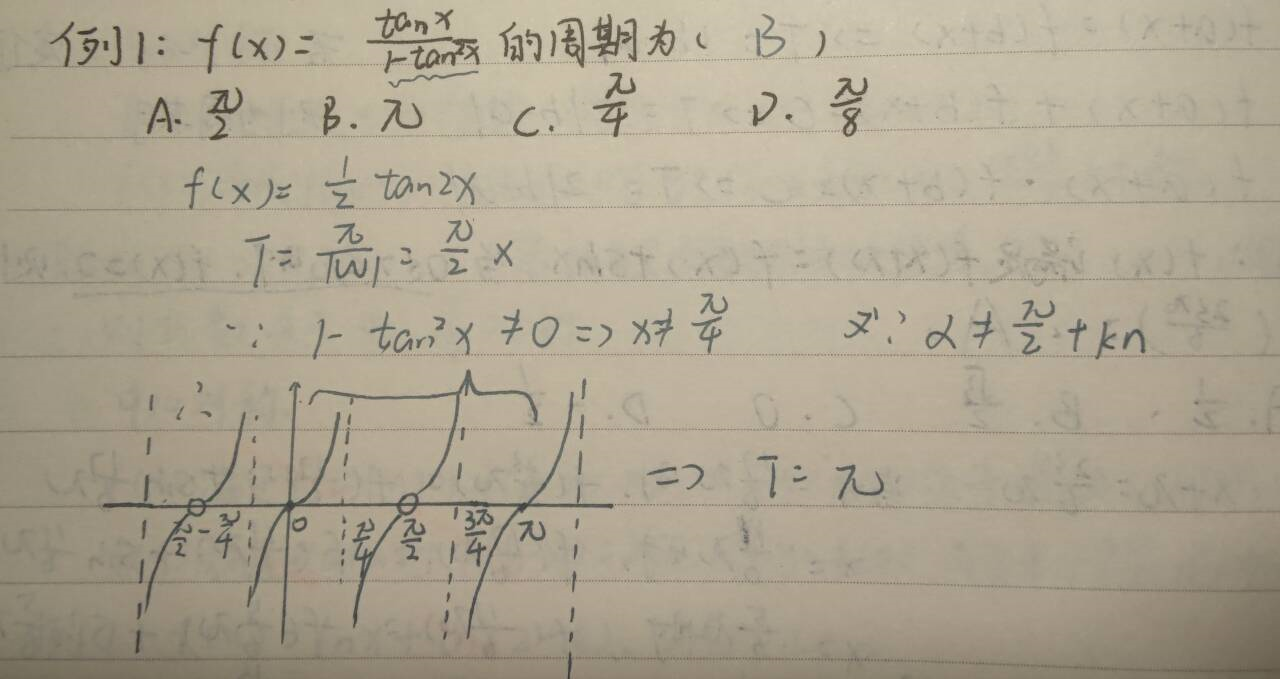 例1: f(x)= tanx/(1-tan²x) 的周期为( B )
A. π/2 B. π C. π/4 D. π/8
f(x)= 1/2 tan2x
T= π/|W| = π/2 ×
∵ 1- tan²x ≠0 => x≠ π/4 又∵ α≠ π/2 +kπ
∴
=> T= π
π/2 -π/4 0 π/4 π/2 3π/4 π